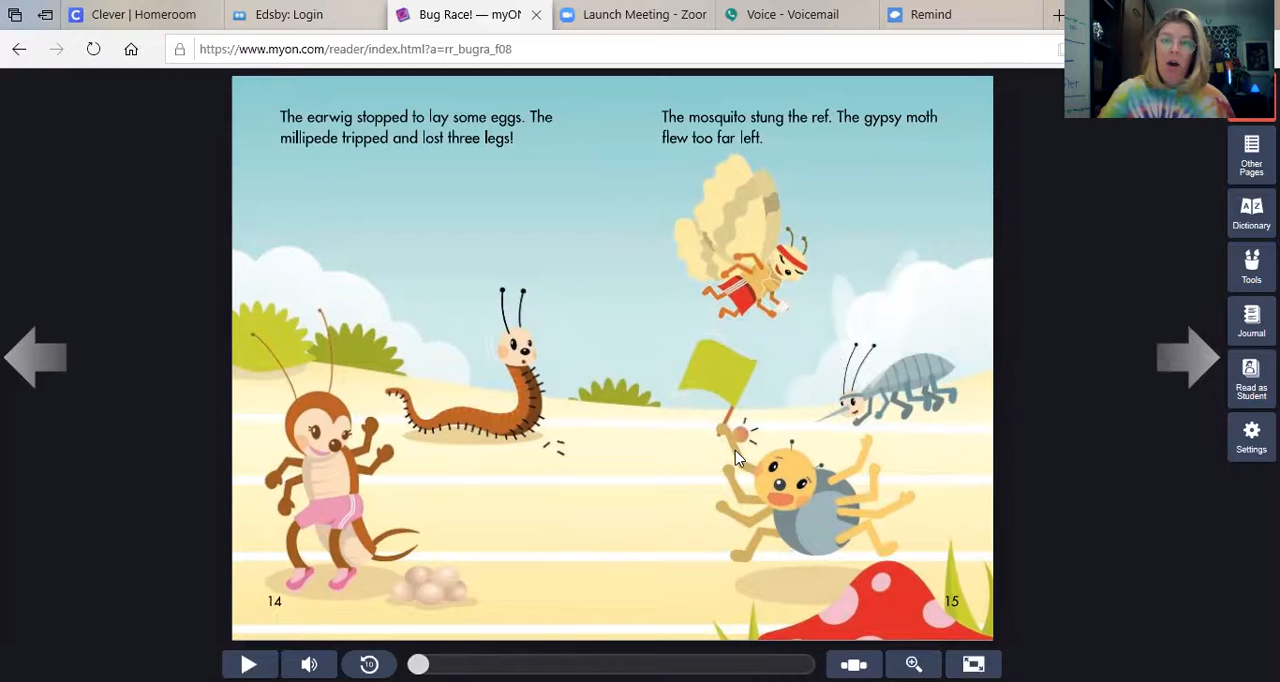 Clever | Homeroom
Edsby: Login
Bug Race! — myON
Launch Meeting - Zoor
Voice - Voicemail
Remind
https://www.myon.com/reader/index.html?a=rr_bugra_f08
The earwig stopped to lay some eggs. The
millipede tripped and lost three legs!
The mosquito stung the ref. The gypsy moth
flew too far left.
14
15
Other
Pages
AZ
Dictionary
Tools
Journal
Read as
Student
Settings
10